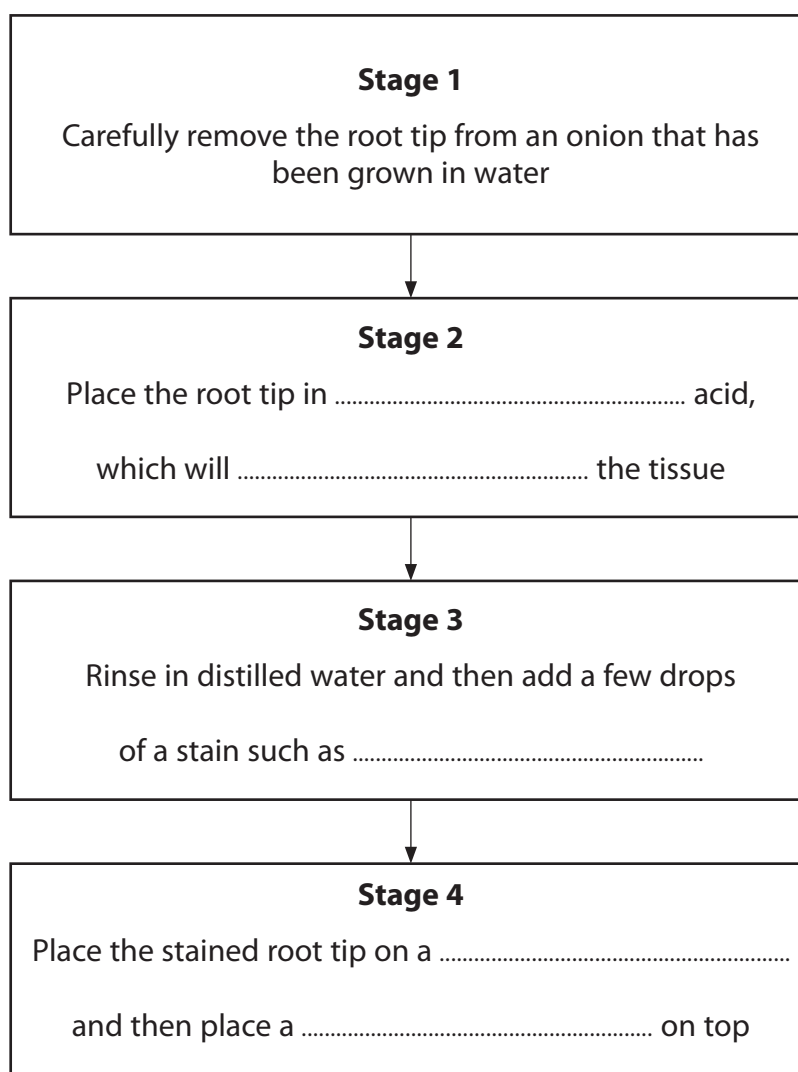 Stage 1
Carefully remove the root tip from an onion that has
been grown in water
Stage 2
Place the root tip in ............................................................. acid,
which will ............................................................. the tissue
Stage 3
Rinse in distilled water and then add a few drops
of a stain such as .............................................................
Stage 4
Place the stained root tip on a .............................................................
and then place a ............................................................. on top